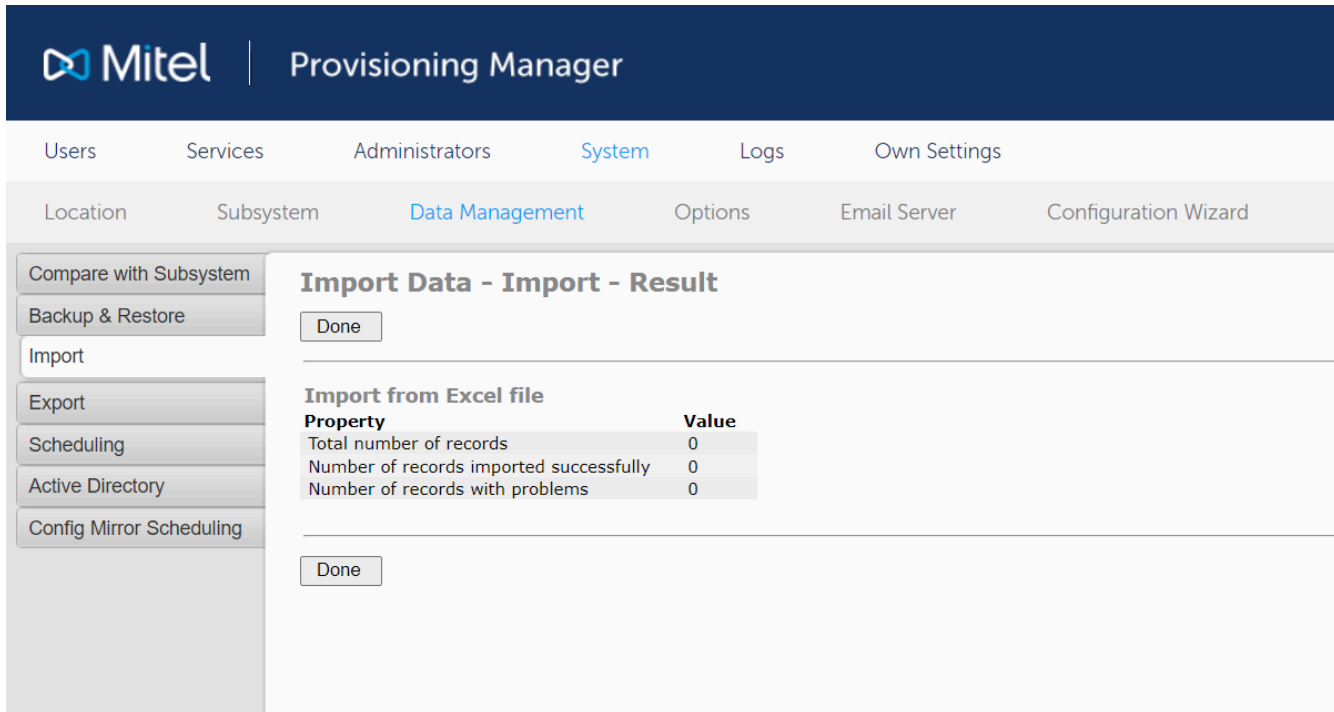 Mitel | Provisioning Manager
Users Services Administrators System Logs Own Settings
Location Subsystem Data Management Options Email Server Configuration Wizard
Compare with Subsystem
Backup & Restore
Import
Export
Scheduling
Active Directory
Config Mirror Scheduling
Import Data - Import - Result
Done
Import from Excel file
Property Value
Total number of records 0
Number of records imported successfully 0
Number of records with problems 0
Done